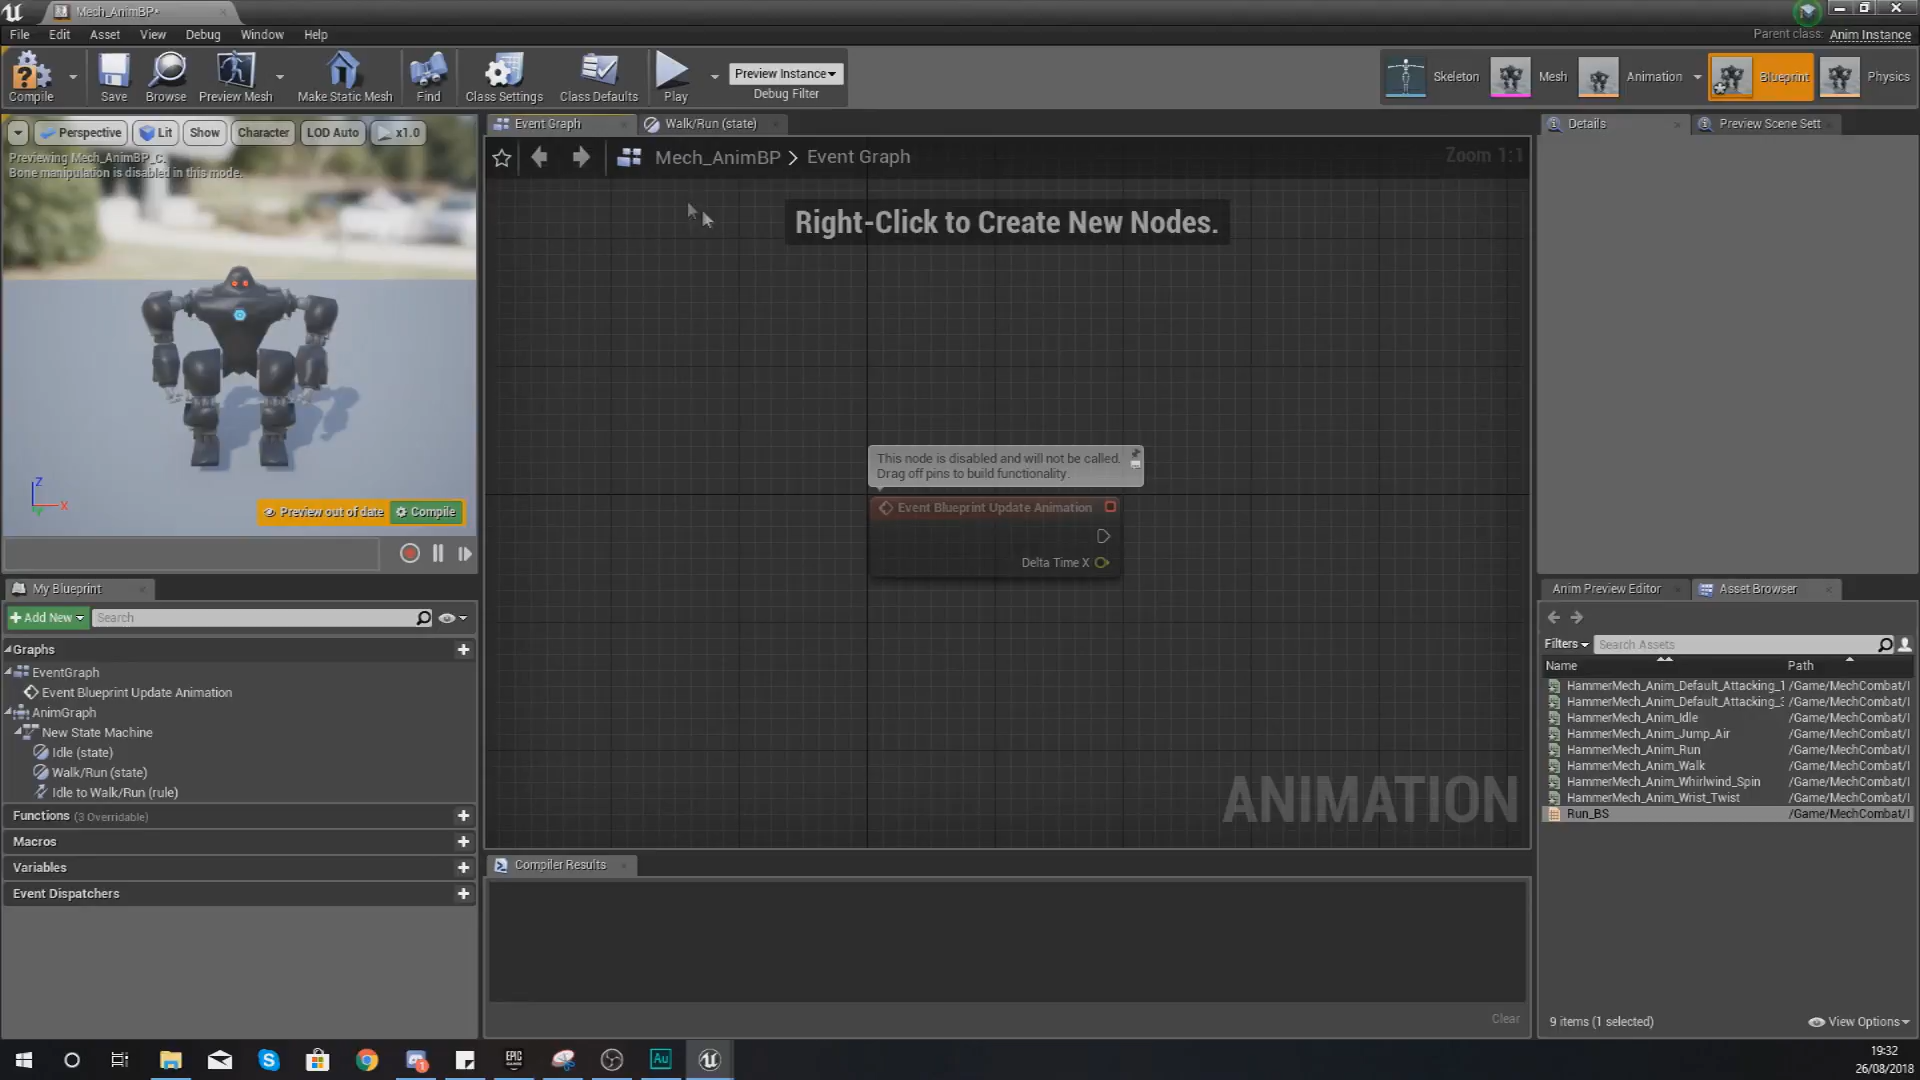 Mech_AnimBP*
File Edit Asset View Debug Window Help
Parent class: Anim Instance
Compile
Save
Browse
Preview Mesh
Make Static Mesh
Find
Class Settings
Class Defaults
Play
Preview Instance
Debug Filter
Skeleton
Mesh
Animation
Blueprint
Physics
Perspective
Lit
Show
Character
LOD Auto
x1.0
Previewing Mech_AnimBP_C.
Bone manipulation is disabled in this mode.
Z
X
Preview out of date
Compile
Event Graph
Walk/Run (state)
Mech_AnimBP > Event Graph
Zoom 1:1
Right-Click to Create New Nodes.
This node is disabled and will not be called.
Drag off pins to build functionality.
Event Blueprint Update Animation
Delta Time X
ANIMATION
Compiler Results
Clear
My Blueprint
Add New
Search
Graphs
EventGraph
Event Blueprint Update Animation
AnimGraph
New State Machine
Idle (state)
Walk/Run (state)
Idle to Walk/Run (rule)
Functions (3 Overridable)
Macros
Variables
Event Dispatchers
Details
Preview Scene Sett
Anim Preview Editor
Asset Browser
Filters
Search Assets
Name
Path
HammerMech_Anim_Default_Attacking_1 /Game/MechCombat/
HammerMech_Anim_Default_Attacking_ /Game/MechCombat/
HammerMech_Anim_Idle /Game/MechCombat/
HammerMech_Anim_Jump_Air /Game/MechCombat/
HammerMech_Anim_Run /Game/MechCombat/
HammerMech_Anim_Walk /Game/MechCombat/
HammerMech_Anim_Whirlwind_Spin /Game/MechCombat/
HammerMech_Anim_Wrist_Twist /Game/MechCombat/
Run_BS /Game/MechCombat/
9 items (1 selected)
View Options
EPIC
Au
19:32
26/08/2018